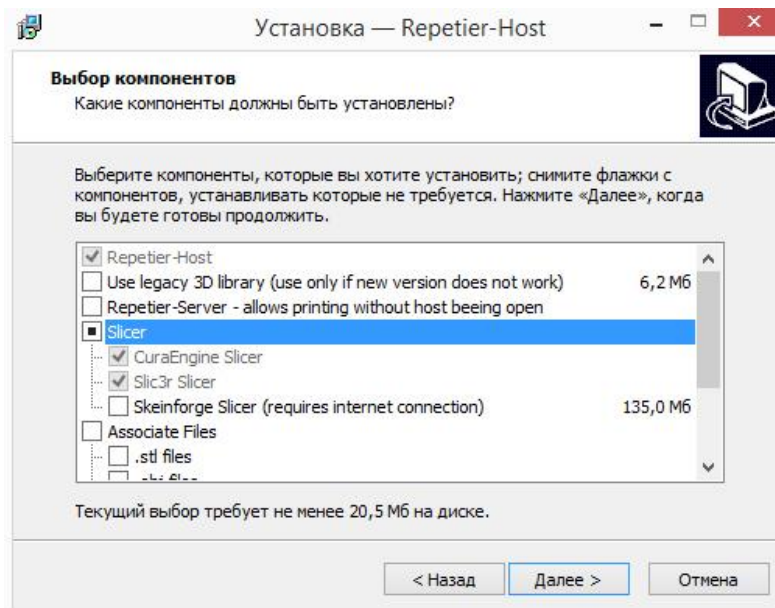 Установка — Repetier-Host
Выбор компонентов
Какие компоненты должны быть установлены?
Выберите компоненты, которые вы хотите установить; снимите флажки с
компонентов, устанавливать которые не требуется. Нажмите «Далее», когда
вы будете готовы продолжить.
Repetier-Host
Use legacy 3D library (use only if new version does not work) 6,2 Мб
Repetier-Server - allows printing without host beeing open
Slicer
CuraEngine Slicer
Slic3r Slicer
Skeinforge Slicer (requires internet connection) 135,0 Мб
Associate Files
.stl files
Текущий выбор требует не менее 20,5 Мб на диске.
< Назад Далее > Отмена